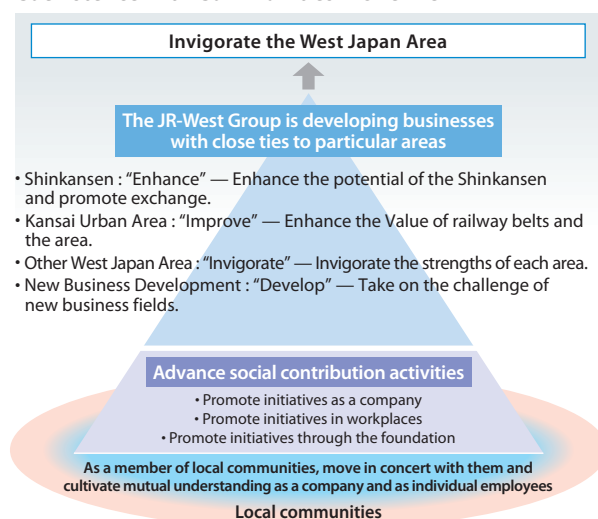 Invigorate the West Japan Area
The JR-West Group is developing businesses
with close ties to particular areas
• Shinkansen : “Enhance” — Enhance the potential of the Shinkansen
and promote exchange.
• Kansai Urban Area : “Improve” — Enhance the Value of railway belts and
the area.
• Other West Japan Area : “Invigorate” — Invigorate the strengths of each area.
• New Business Development : “Develop” — Take on the challenge of
new business fields.
Advance social contribution activities
• Promote initiatives as a company
• Promote initiatives in workplaces
• Promote initiatives through the foundation
As a member of local communities, move in concert with them and
cultivate mutual understanding as a company and as individual employees
Local communities